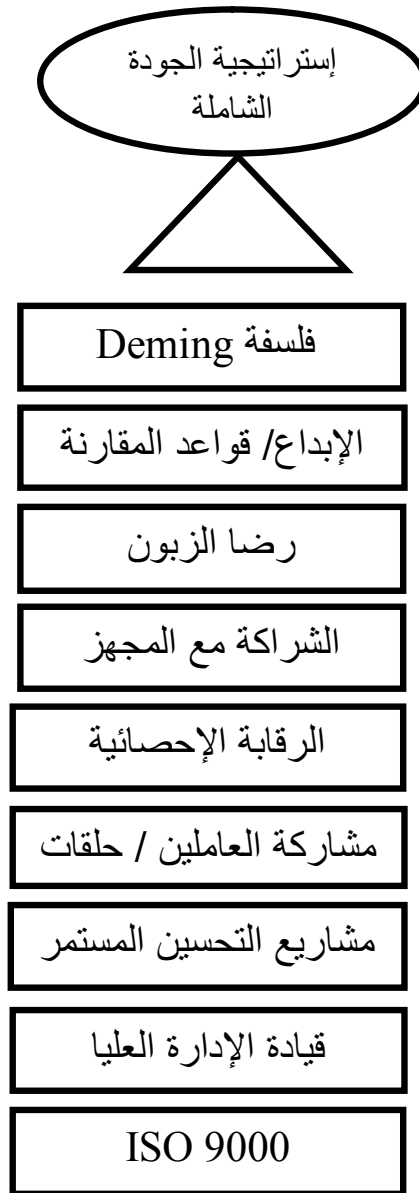 إستراتيجية الجودة
الشاملة
فلسفة Deming
الإبداع/ قواعد المقارنة
رضا الزبون
الشراكة مع المجهز
الرقابة الإحصائية
مشاركة العاملين / حلقات
مشاريع التحسين المستمر
قيادة الإدارة العليا
ISO 9000